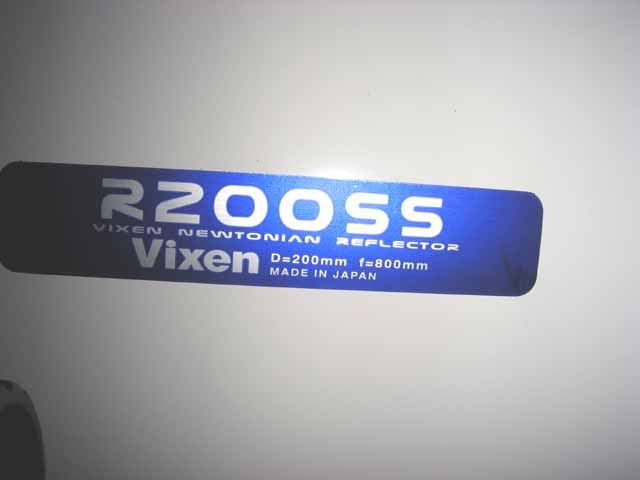 R200SS
VIXEN NEWTONIAN REFLECTOR
Vixen D=200mm f=800mm
MADE IN JAPAN